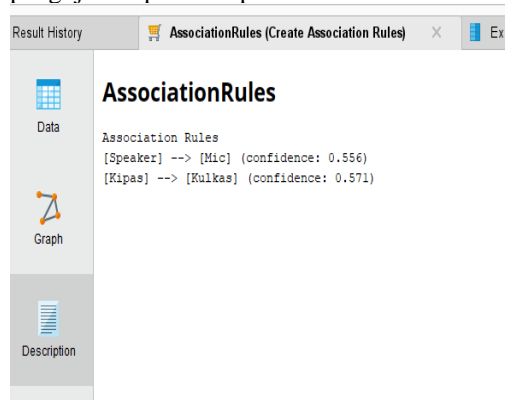 Result History
AssociationRules (Create Association Rules)
Ex
Data
Graph
Description
AssociationRules
Association Rules
[Speaker] --> [Mic] (confidence: 0.556)
[Kipas] --> [Kulkas] (confidence: 0.571)